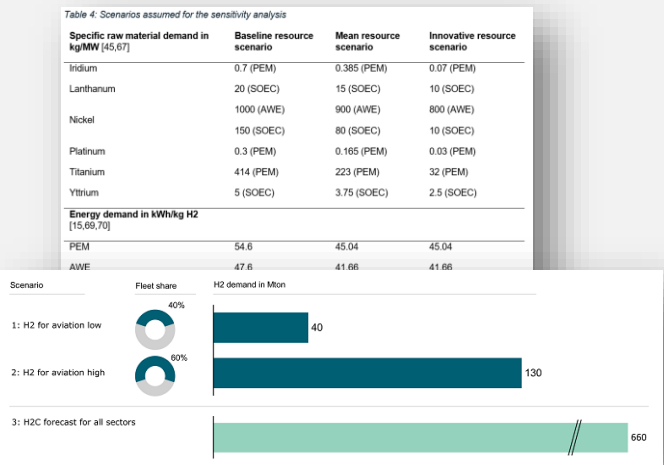 Table 4: Scenarios assumed for the sensitivity analysis
Specific raw material demand in kg/MW [45,67] Baseline resource scenario Mean resource scenario Innovative resource scenario
Iridium 0.7 (PEM) 0.385 (PEM) 0.07 (PEM)
Lanthanum 20 (SOEC) 15 (SOEC) 10 (SOEC)
Nickel 1000 (AWE) 900 (AWE) 800 (AWE)
150 (SOEC) 80 (SOEC) 10 (SOEC)
Platinum 0.3 (PEM) 0.165 (PEM) 0.03 (PEM)
Titanium 414 (PEM) 223 (PEM) 32 (PEM)
Yttrium 5 (SOEC) 3.75 (SOEC) 2.5 (SOEC)
Energy demand in kWh/kg H2
[15,69,70]
PEM 54.6 45.04 45.04
AWE 47.6 41.66 41.66
Scenario Fleet share H2 demand in Mton
1: H2 for aviation low 40% 40
2: H2 for aviation high 60% 130
3: H2C forecast for all sectors 660